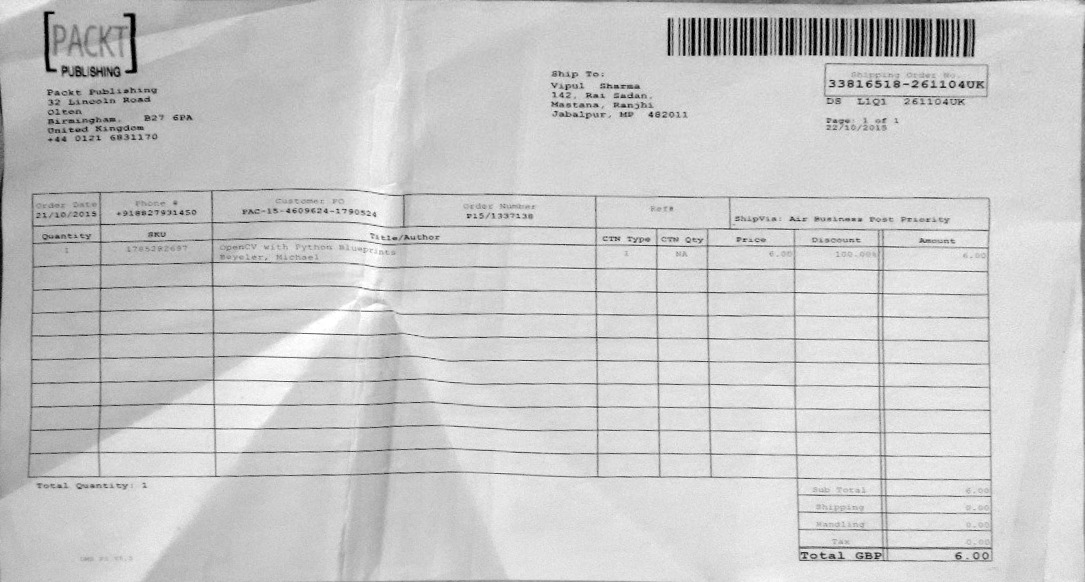 PACKT
PUBLISHING
Packt Publishing
32 Lincoln Road
Olton
Birmingham, B27 6PA
United Kingdom
+44 0121 6831170
Ship To:
Vipul Sharma
142, Rai Sadan,
Mastana, Ranjhi
Jabalpur, MP 482011
Shipping Order No.
33816518-261104UK
DS L1Q1 261104UK
Page: 1 of 1
22/10/2015
Order Date Phone # Customer PO Order Number Ref#
21/10/2015 +918827931450 PAC-15-4609624-1790524 P15/1337138 ShipVia: Air Business Post Priority
Quantity SKU Title/Author CTN Type CTN Qty Price Discount Amount
1 1785282697 OpenCV with Python Blueprints 1 NA 6.00 100.00% 6.00
Beyeler, Michael
Total Quantity: 1
Sub Total 6.00
Shipping 0.00
Handling 0.00
Tax 0.00
Total GBP 6.00